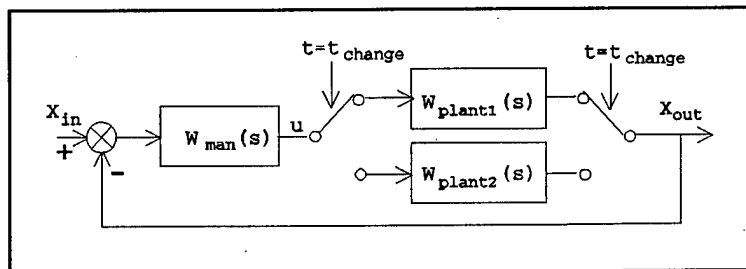 t=t change
t=t change
X in
+
-
W man (s)
u
W plant1 (s)
X out
W plant2 (s)